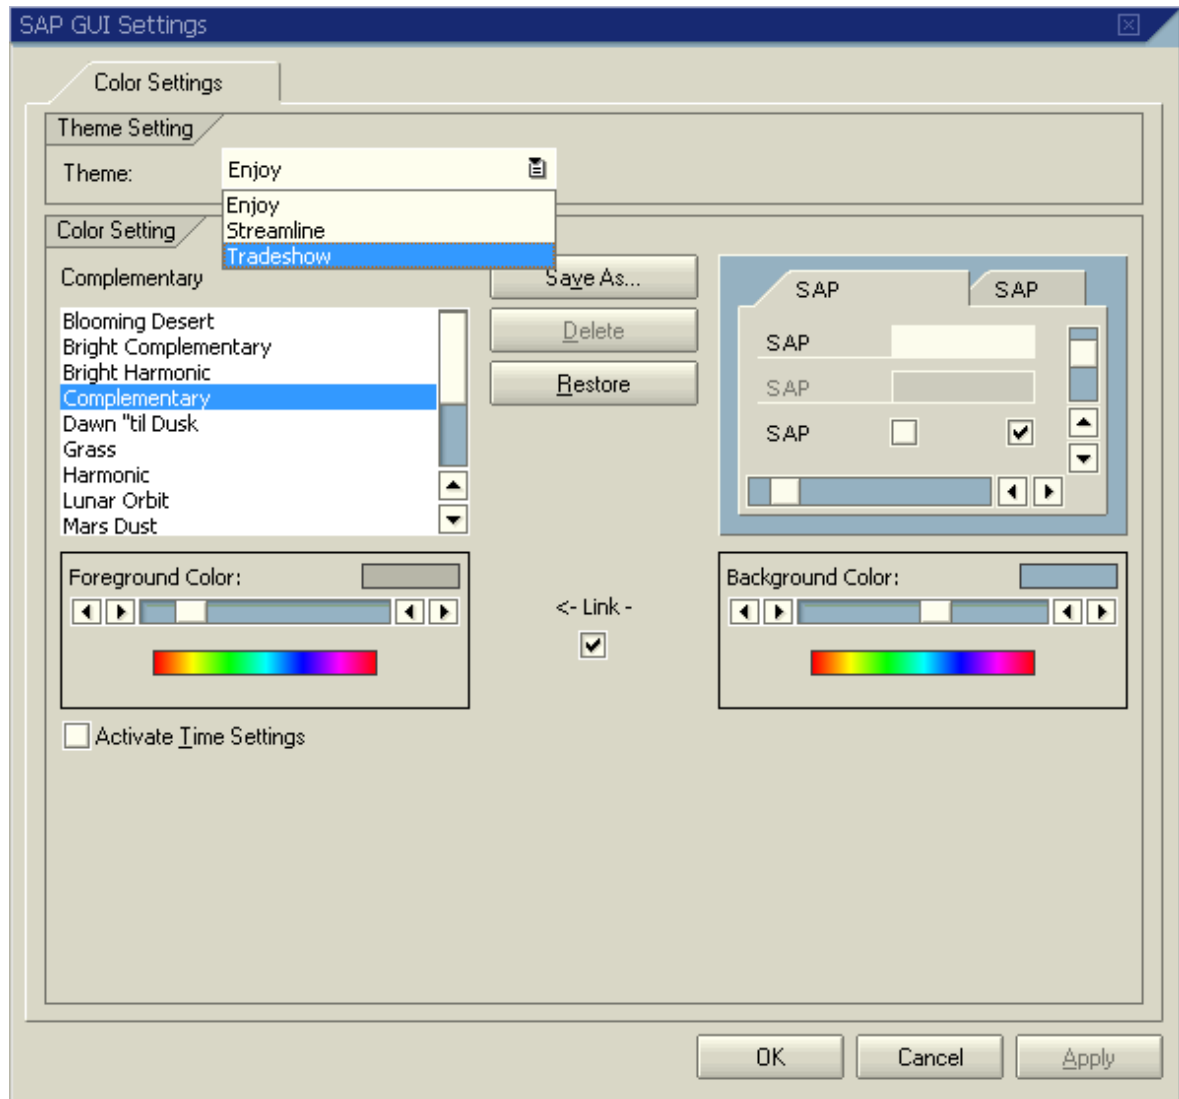 SAP GUI Settings
Color Settings
Theme Setting
Theme: Enjoy
Enjoy
Streamline
Tradeshow
Color Setting
Complementary
Blooming Desert
Bright Complementary
Bright Harmonic
Complementary
Dawn "til Dusk
Grass
Harmonic
Lunar Orbit
Mars Dust
Save As...
Delete
Restore
SAP SAP
SAP
SAP
SAP
Foreground Color:
<- Link -
Background Color:
Activate Time Settings
OK Cancel Apply